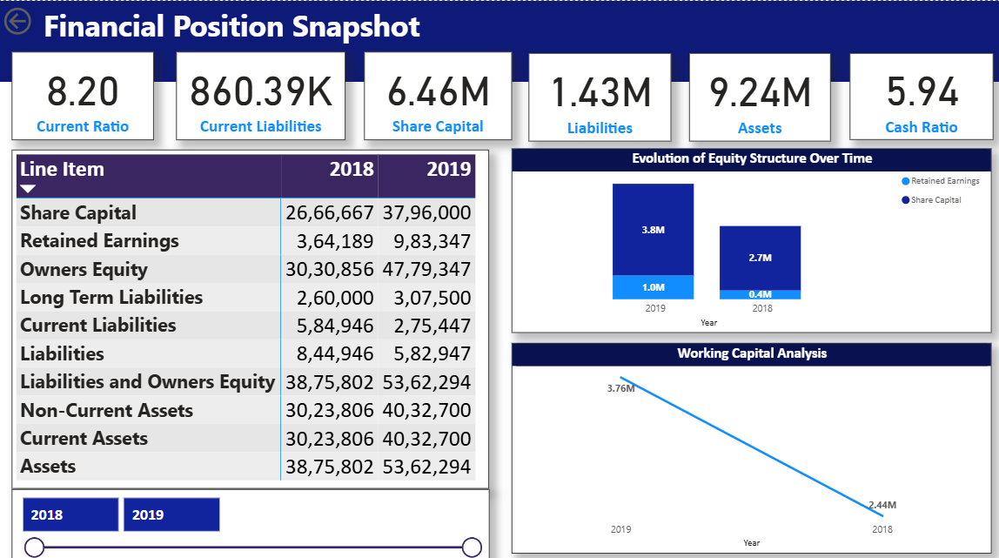 Financial Position Snapshot
8.20
Current Ratio
860.39K
Current Liabilities
6.46M
Share Capital
1.43M
Liabilities
9.24M
Assets
5.94
Cash Ratio
Line Item 2018 2019
Share Capital 26,66,667 37,96,000
Retained Earnings 3,64,189 9,83,347
Owners Equity 30,30,856 47,79,347
Long Term Liabilities 2,60,000 3,07,500
Current Liabilities 5,84,946 2,75,447
Liabilities 8,44,946 5,82,947
Liabilities and Owners Equity 38,75,802 53,62,294
Non-Current Assets 30,23,806 40,32,700
Current Assets 30,23,806 40,32,700
Assets 38,75,802 53,62,294
2018 2019
Evolution of Equity Structure Over Time
Retained Earnings
Share Capital
3.8M
1.0M
2.7M
0.4M
2019 2018
Year
Working Capital Analysis
3.76M
2.44M
2019 2018
Year